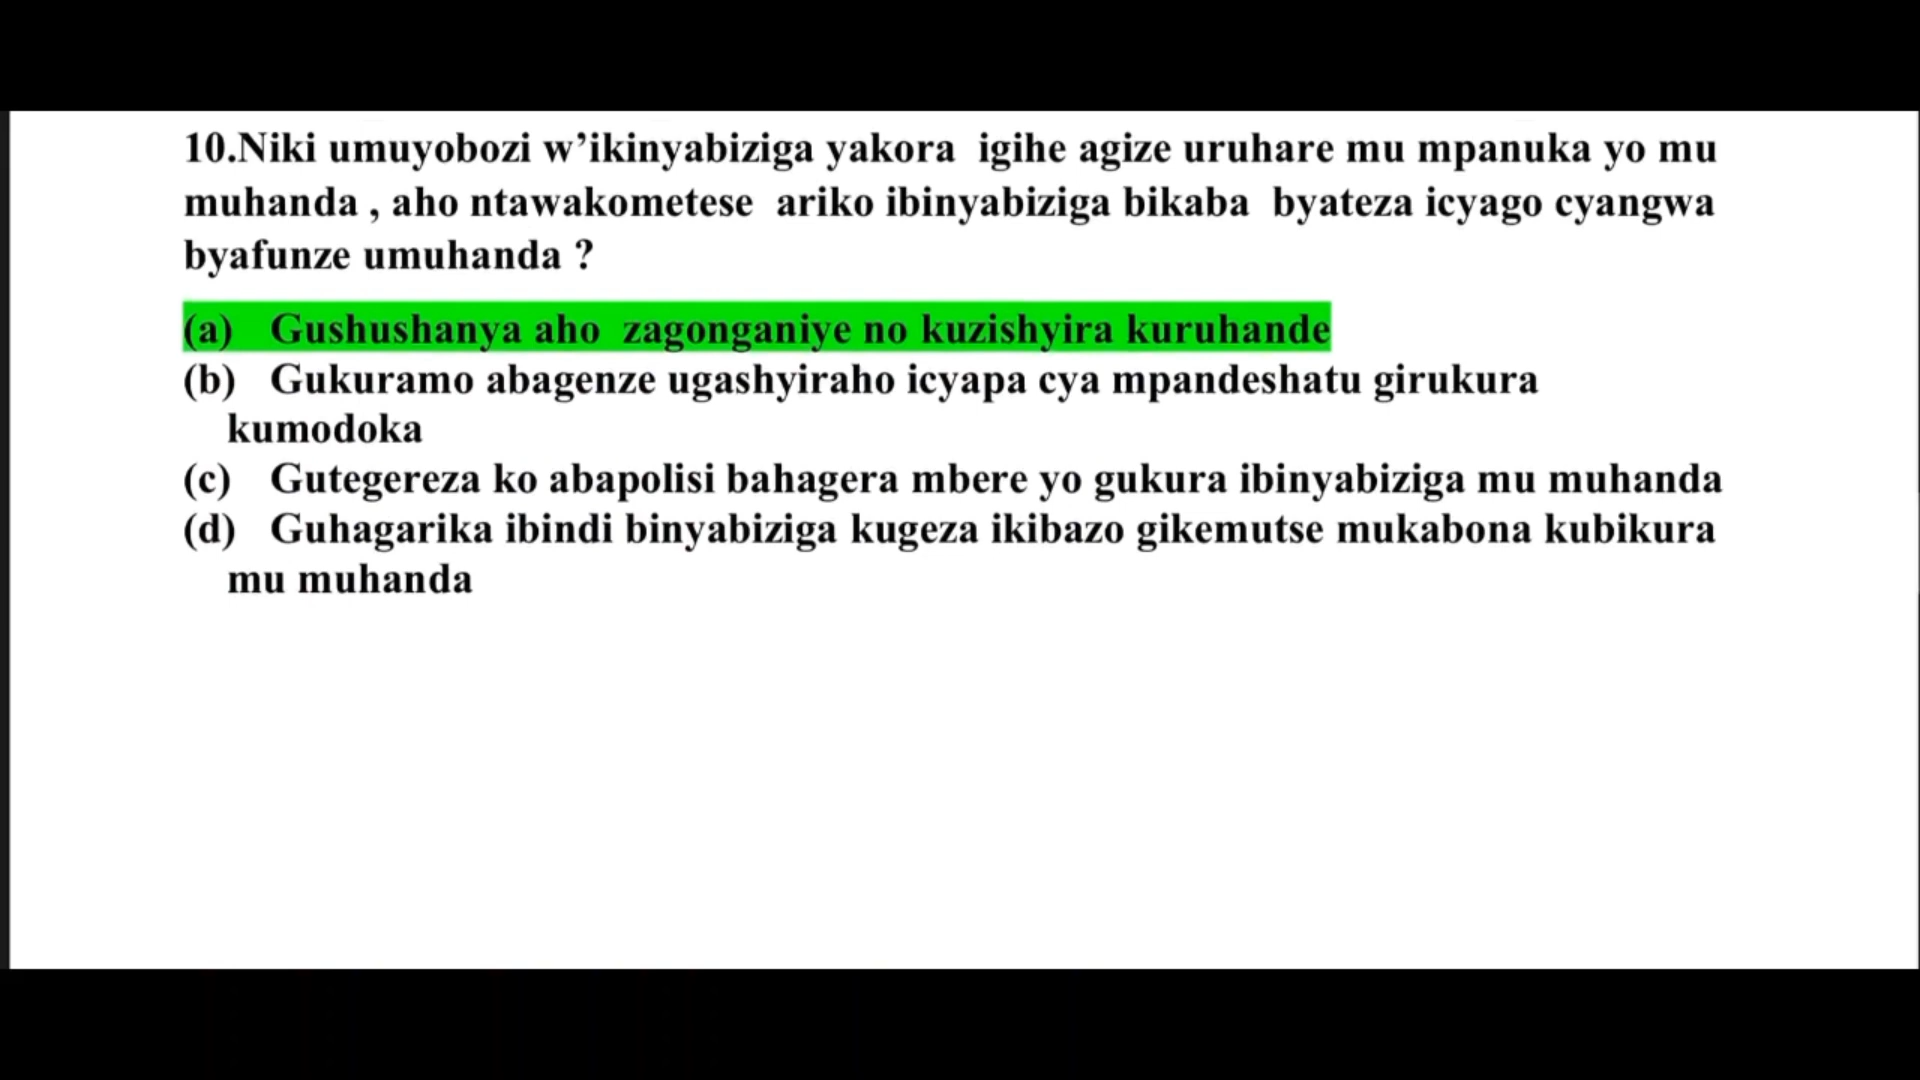 10.Niki umuyobozi w’ikinyabiziga yakora igihe agize uruhare mu mpanuka yo mu
muhanda , aho ntawakometese ariko ibinyabiziga bikaba byateza icyago cyangwa
byafunze umuhanda ?
(a) Gushushanya aho zagonganiye no kuzishyira kuruhande
(b) Gukuramo abagenze ugashyiraho icyapa cya mpandeshatu girukura
kumodoka
(c) Gutegereza ko abapolisi bahagera mbere yo gukura ibinyabiziga mu muhanda
(d) Guhagarika ibindi binyabiziga kugeza ikibazo gikemutse mukabona kubikura
mu muhanda